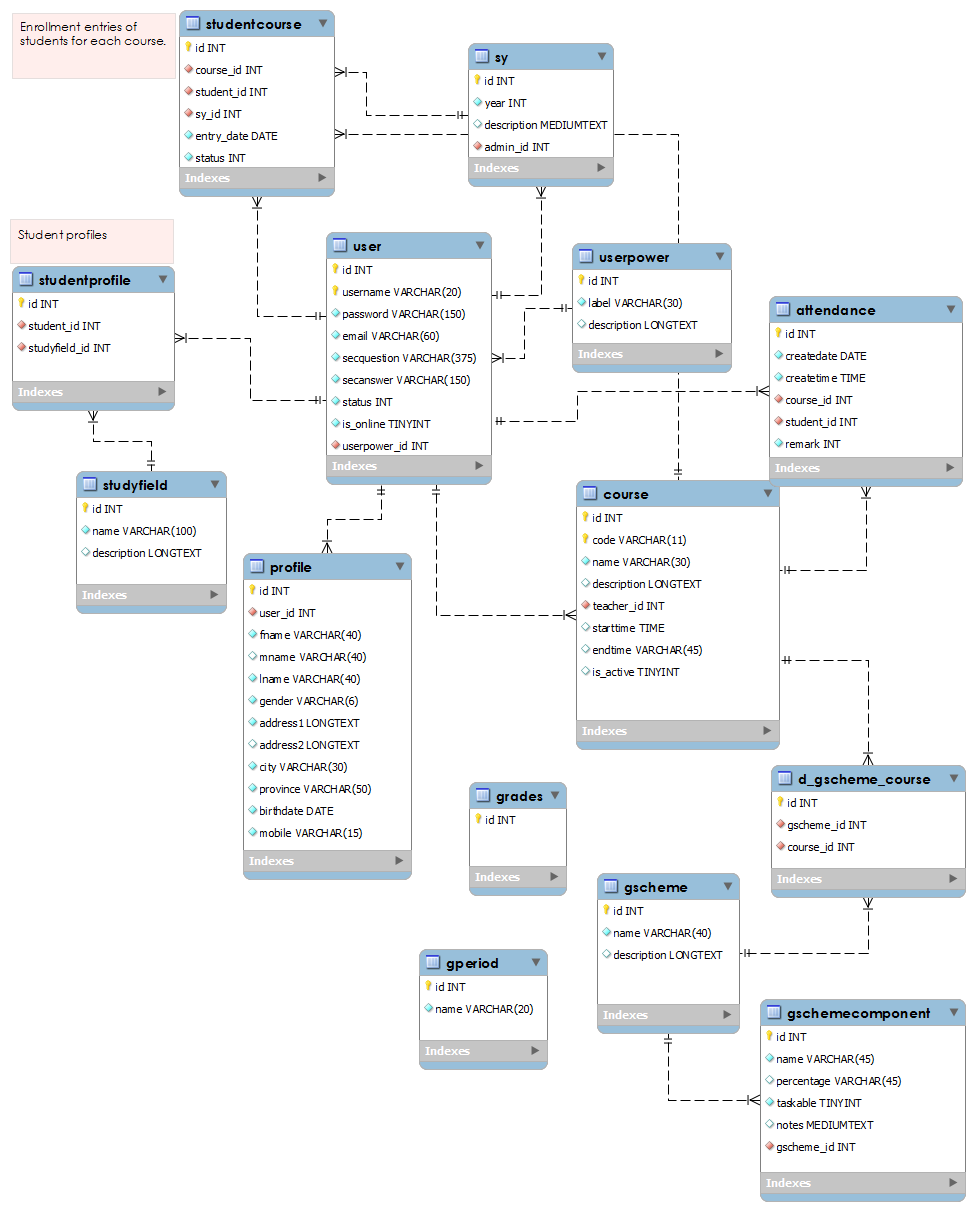 Enrollment entries of
students for each course.
studentcourse
id INT
course_id INT
student_id INT
sy_id INT
entry_date DATE
status INT
Indexes
sy
id INT
year INT
description MEDIUMTEXT
admin_id INT
Indexes
Student profiles
studentprofile
id INT
student_id INT
studyfield_id INT
Indexes
user
id INT
username VARCHAR(20)
password VARCHAR(150)
email VARCHAR(60)
secquestion VARCHAR(375)
secanswer VARCHAR(150)
status INT
is_online TINYINT
userpower_id INT
Indexes
userpower
id INT
label VARCHAR(30)
description LONGTEXT
Indexes
attendance
id INT
createdate DATE
createtime TIME
course_id INT
student_id INT
remark INT
Indexes
studyfield
id INT
name VARCHAR(100)
description LONGTEXT
Indexes
course
id INT
code VARCHAR(11)
name VARCHAR(30)
description LONGTEXT
teacher_id INT
starttime TIME
endtime VARCHAR(45)
is_active TINYINT
Indexes
profile
id INT
user_id INT
fname VARCHAR(40)
mname VARCHAR(40)
lname VARCHAR(40)
gender VARCHAR(6)
address1 LONGTEXT
address2 LONGTEXT
city VARCHAR(30)
province VARCHAR(50)
birthdate DATE
mobile VARCHAR(15)
Indexes
grades
id INT
Indexes
d_gscheme_course
id INT
gscheme_id INT
course_id INT
Indexes
gscheme
id INT
name VARCHAR(40)
description LONGTEXT
Indexes
gperiod
id INT
name VARCHAR(20)
Indexes
gschemecomponent
id INT
name VARCHAR(45)
percentage VARCHAR(45)
taskable TINYINT
notes MEDIUMTEXT
gscheme_id INT
Indexes